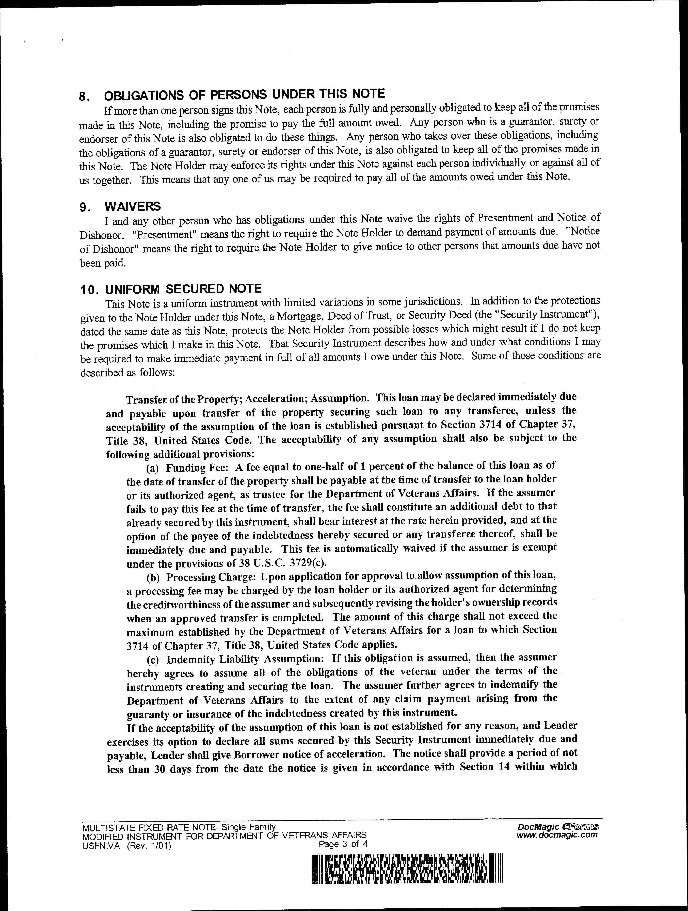 8. OBLIGATIONS OF PERSONS UNDER THIS NOTE
If more than one person signs this Note, each person is fully and personally obligated to keep all of the promises
made in this Note, including the promise to pay the full amount owed. Any person who is a guarantor, surety or
endorser of this Note is also obligated to do these things. Any person who takes over these obligations, including
the obligations of a guarantor, surety or endorser of this Note, is also obligated to keep all of the promises made in
this Note. The Note Holder may enforce its rights under this Note against each person individually or against all of
us together. This means that any one of us may be required to pay all of the amounts owed under this Note.
9. WAIVERS
I and any other person who has obligations under this Note waive the rights of Presentment and Notice of
Dishonor. "Presentment" means the right to require the Note Holder to demand payment of amounts due. "Notice
of Dishonor" means the right to require the Note Holder to give notice to other persons that amounts due have not
been paid.
10. UNIFORM SECURED NOTE
This Note is a uniform instrument with limited variations in some jurisdictions. In addition to the protections
given to the Note Holder under this Note, a Mortgage, Deed of Trust, or Security Deed (the "Security Instrument"),
dated the same date as this Note, protects the Note Holder from possible losses which might result if I do not keep
the promises which I make in this Note. That Security Instrument describes how and under what conditions I may
be required to make immediate payment in full of all amounts I owe under this Note. Some of those conditions are
described as follows:
Transfer of the Property; Acceleration; Assumption. This loan may be declared immediately due
and payable upon transfer of the property securing such loan to any transferee, unless the
acceptability of the assumption of the loan is established pursuant to Section 3714 of Chapter 37,
Title 38, United States Code. The acceptability of any assumption shall also be subject to the
following additional provisions:
(a) Funding Fee: A fee equal to one-half of 1 percent of the balance of this loan as of
the date of transfer of the property shall be payable at the time of transfer to the loan holder
or its authorized agent, as trustee for the Department of Veterans Affairs. If the assumer
fails to pay this fee at the time of transfer, the fee shall constitute an additional debt to that
already secured by this instrument, shall bear interest at the rate herein provided, and at the
option of the payee of the indebtedness hereby secured or any transferee thereof, shall be
immediately due and payable. This fee is automatically waived if the assumer is exempt
under the provisions of 38 U.S.C. 3729(c).
(b) Processing Charge: Upon application for approval to allow assumption of this loan,
a processing fee may be charged by the loan holder or its authorized agent for determining
the creditworthiness of the assumer and subsequently revising the holder's ownership records
when an approved transfer is completed. The amount of this charge shall not exceed the
maximum established by the Department of Veterans Affairs for a loan to which Section
3714 of Chapter 37, Title 38, United States Code applies.
(c) Indemnity Liability Assumption: If this obligation is assumed, then the assumer
hereby agrees to assume all of the obligations of the veteran under the terms of the
instruments creating and securing the loan. The assumer further agrees to indemnify the
Department of Veterans Affairs to the extent of any claim payment arising from the
guaranty or insurance of the indebtedness created by this instrument.
If the acceptability of the assumption of this loan is not established for any reason, and Lender
exercises its option to declare all sums secured by this Security Instrument immediately due and
payable, Lender shall give Borrower notice of acceleration. The notice shall provide a period of not
less than 30 days from the date the notice is given in accordance with Section 14 within which
MULTISTATE FIXED RATE NOTE Single Family
MODIFIED INSTRUMENT FOR DEPARTMENT OF VETERANS AFFAIRS
USFN.VA (Rev. 1/01) Page 3 of 4
DocMagic
www.docmagic.com